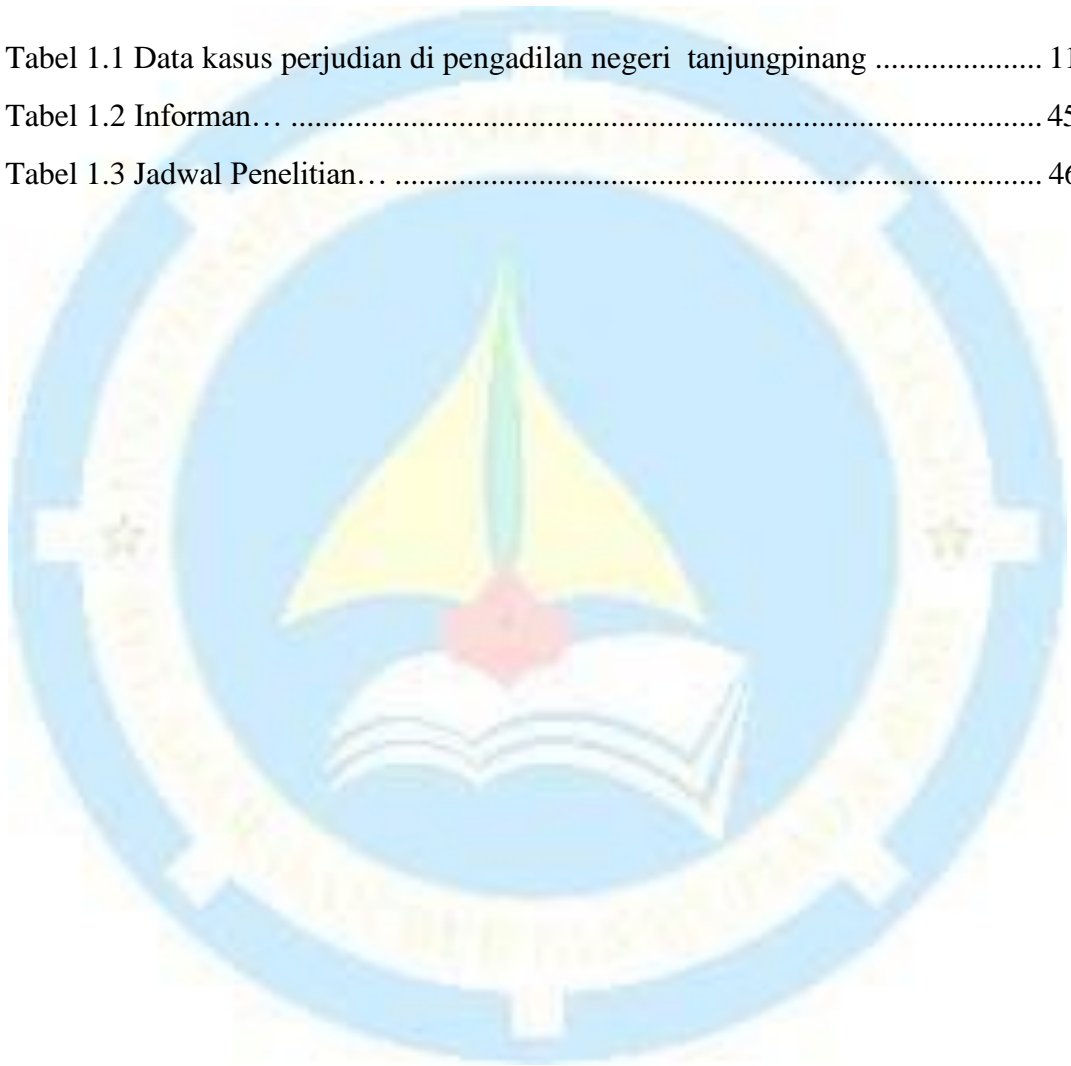 Tabel 1.1 Data kasus perjudian di pengadilan negeri  tanjungpinang ..................... 11
Tabel 1.2 Informan… ............................................................................................. 45
Tabel 1.3 Jadwal Penelitian… ................................................................................ 46